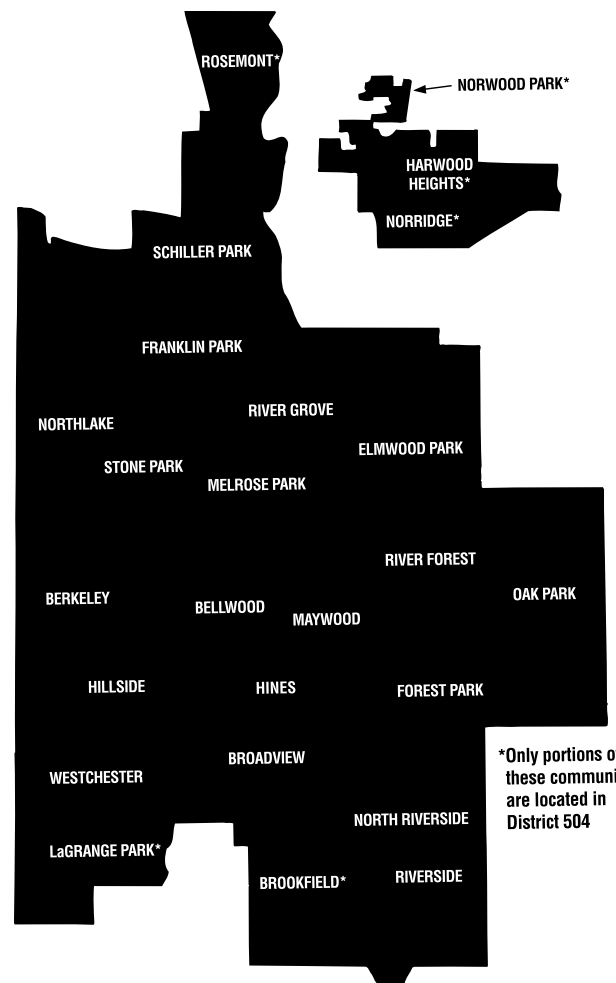 ROSEMONT*
NORWOOD PARK*
HARWOOD
HEIGHTS*
NORRIDGE*
SCHILLER PARK
FRANKLIN PARK
RIVER GROVE
NORTHLAKE
ELMWOOD PARK
STONE PARK
MELROSE PARK
RIVER FOREST
OAK PARK
BERKELEY
BELLWOOD
MAYWOOD
HILLSIDE
HINES
FOREST PARK
BROADVIEW
WESTCHESTER
*Only portions o
these communi
are located in
District 504
NORTH RIVERSIDE
LaGRANGE PARK*
BROOKFIELD*
RIVERSIDE